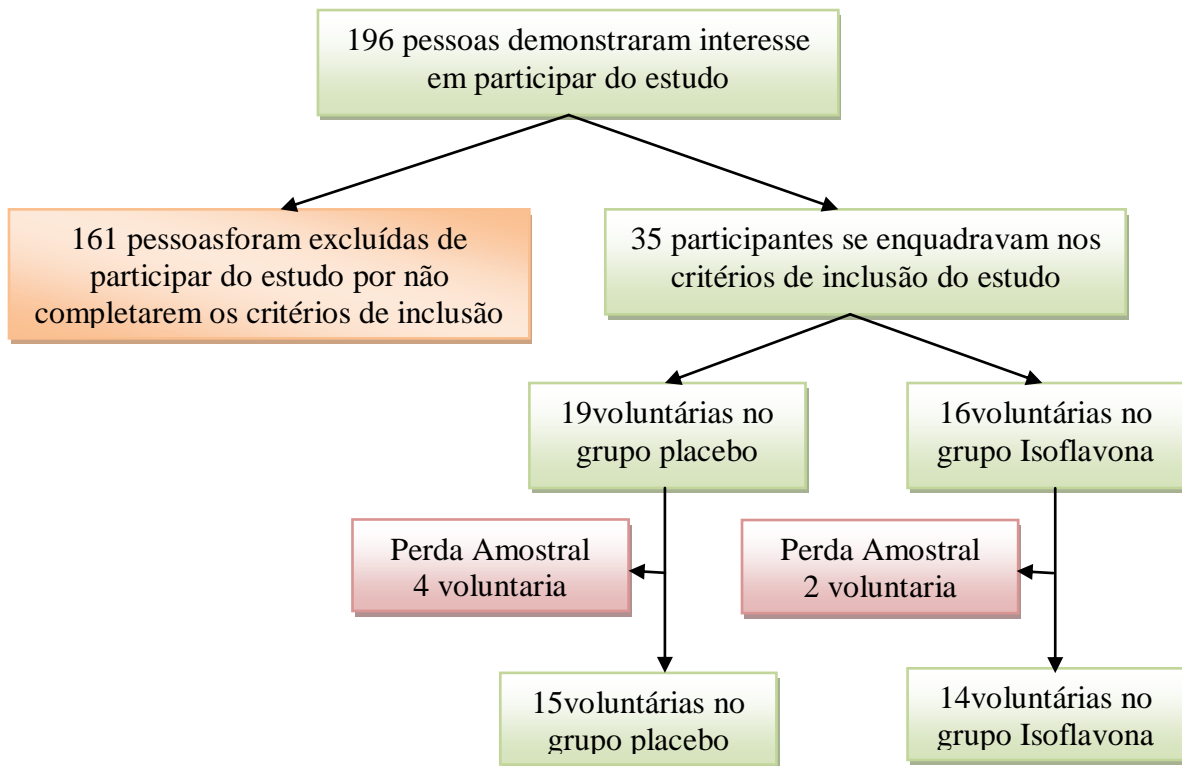 196 pessoas demonstraram interesse
em participar do estudo
161 pessoasforam excluídas de
participar do estudo por não
completarem os critérios de inclusão
35 participantes se enquadravam nos
critérios de inclusão do estudo
19voluntárias no
grupo placebo
16voluntárias no
grupo Isoflavona
Perda Amostral
4 voluntaria
Perda Amostral
2 voluntaria
15voluntárias no
grupo placebo
14voluntárias no
grupo Isoflavona